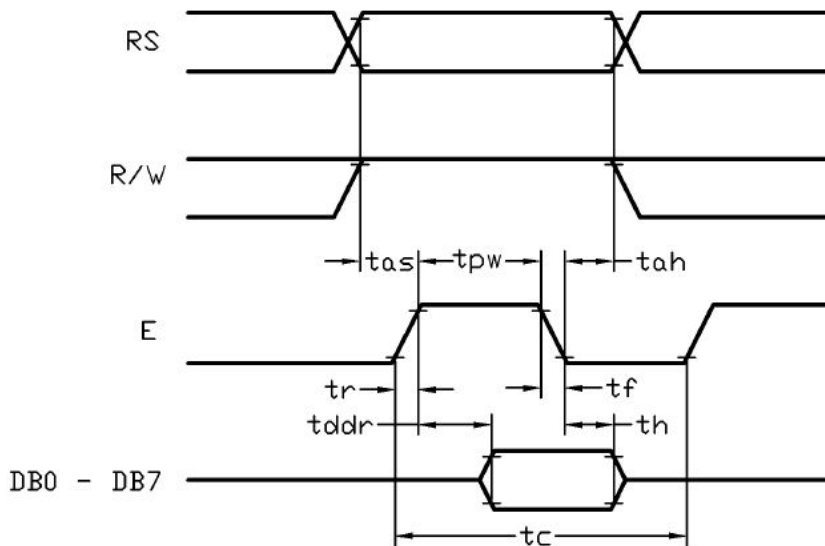 RS
R/W
tas tpw tah
E
tr tf
tddr th
DB0 - DB7
tc